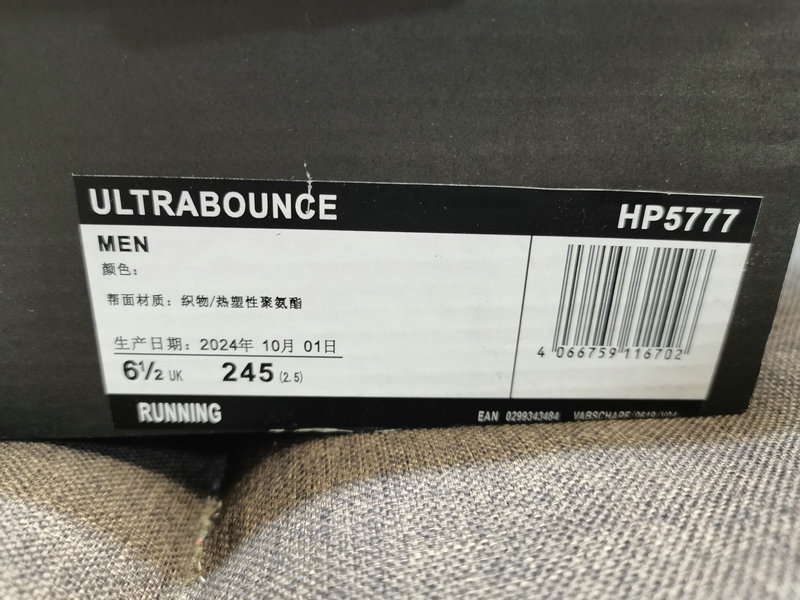 ULTRABOUNCE HP5777
MEN
颜色：
帮面材质：织物/热塑性聚氨酯
生产日期：2024年 10月 01日
6½ UK 245 (2.5)
4 066759 116702
RUNNING
EAN 0299343484